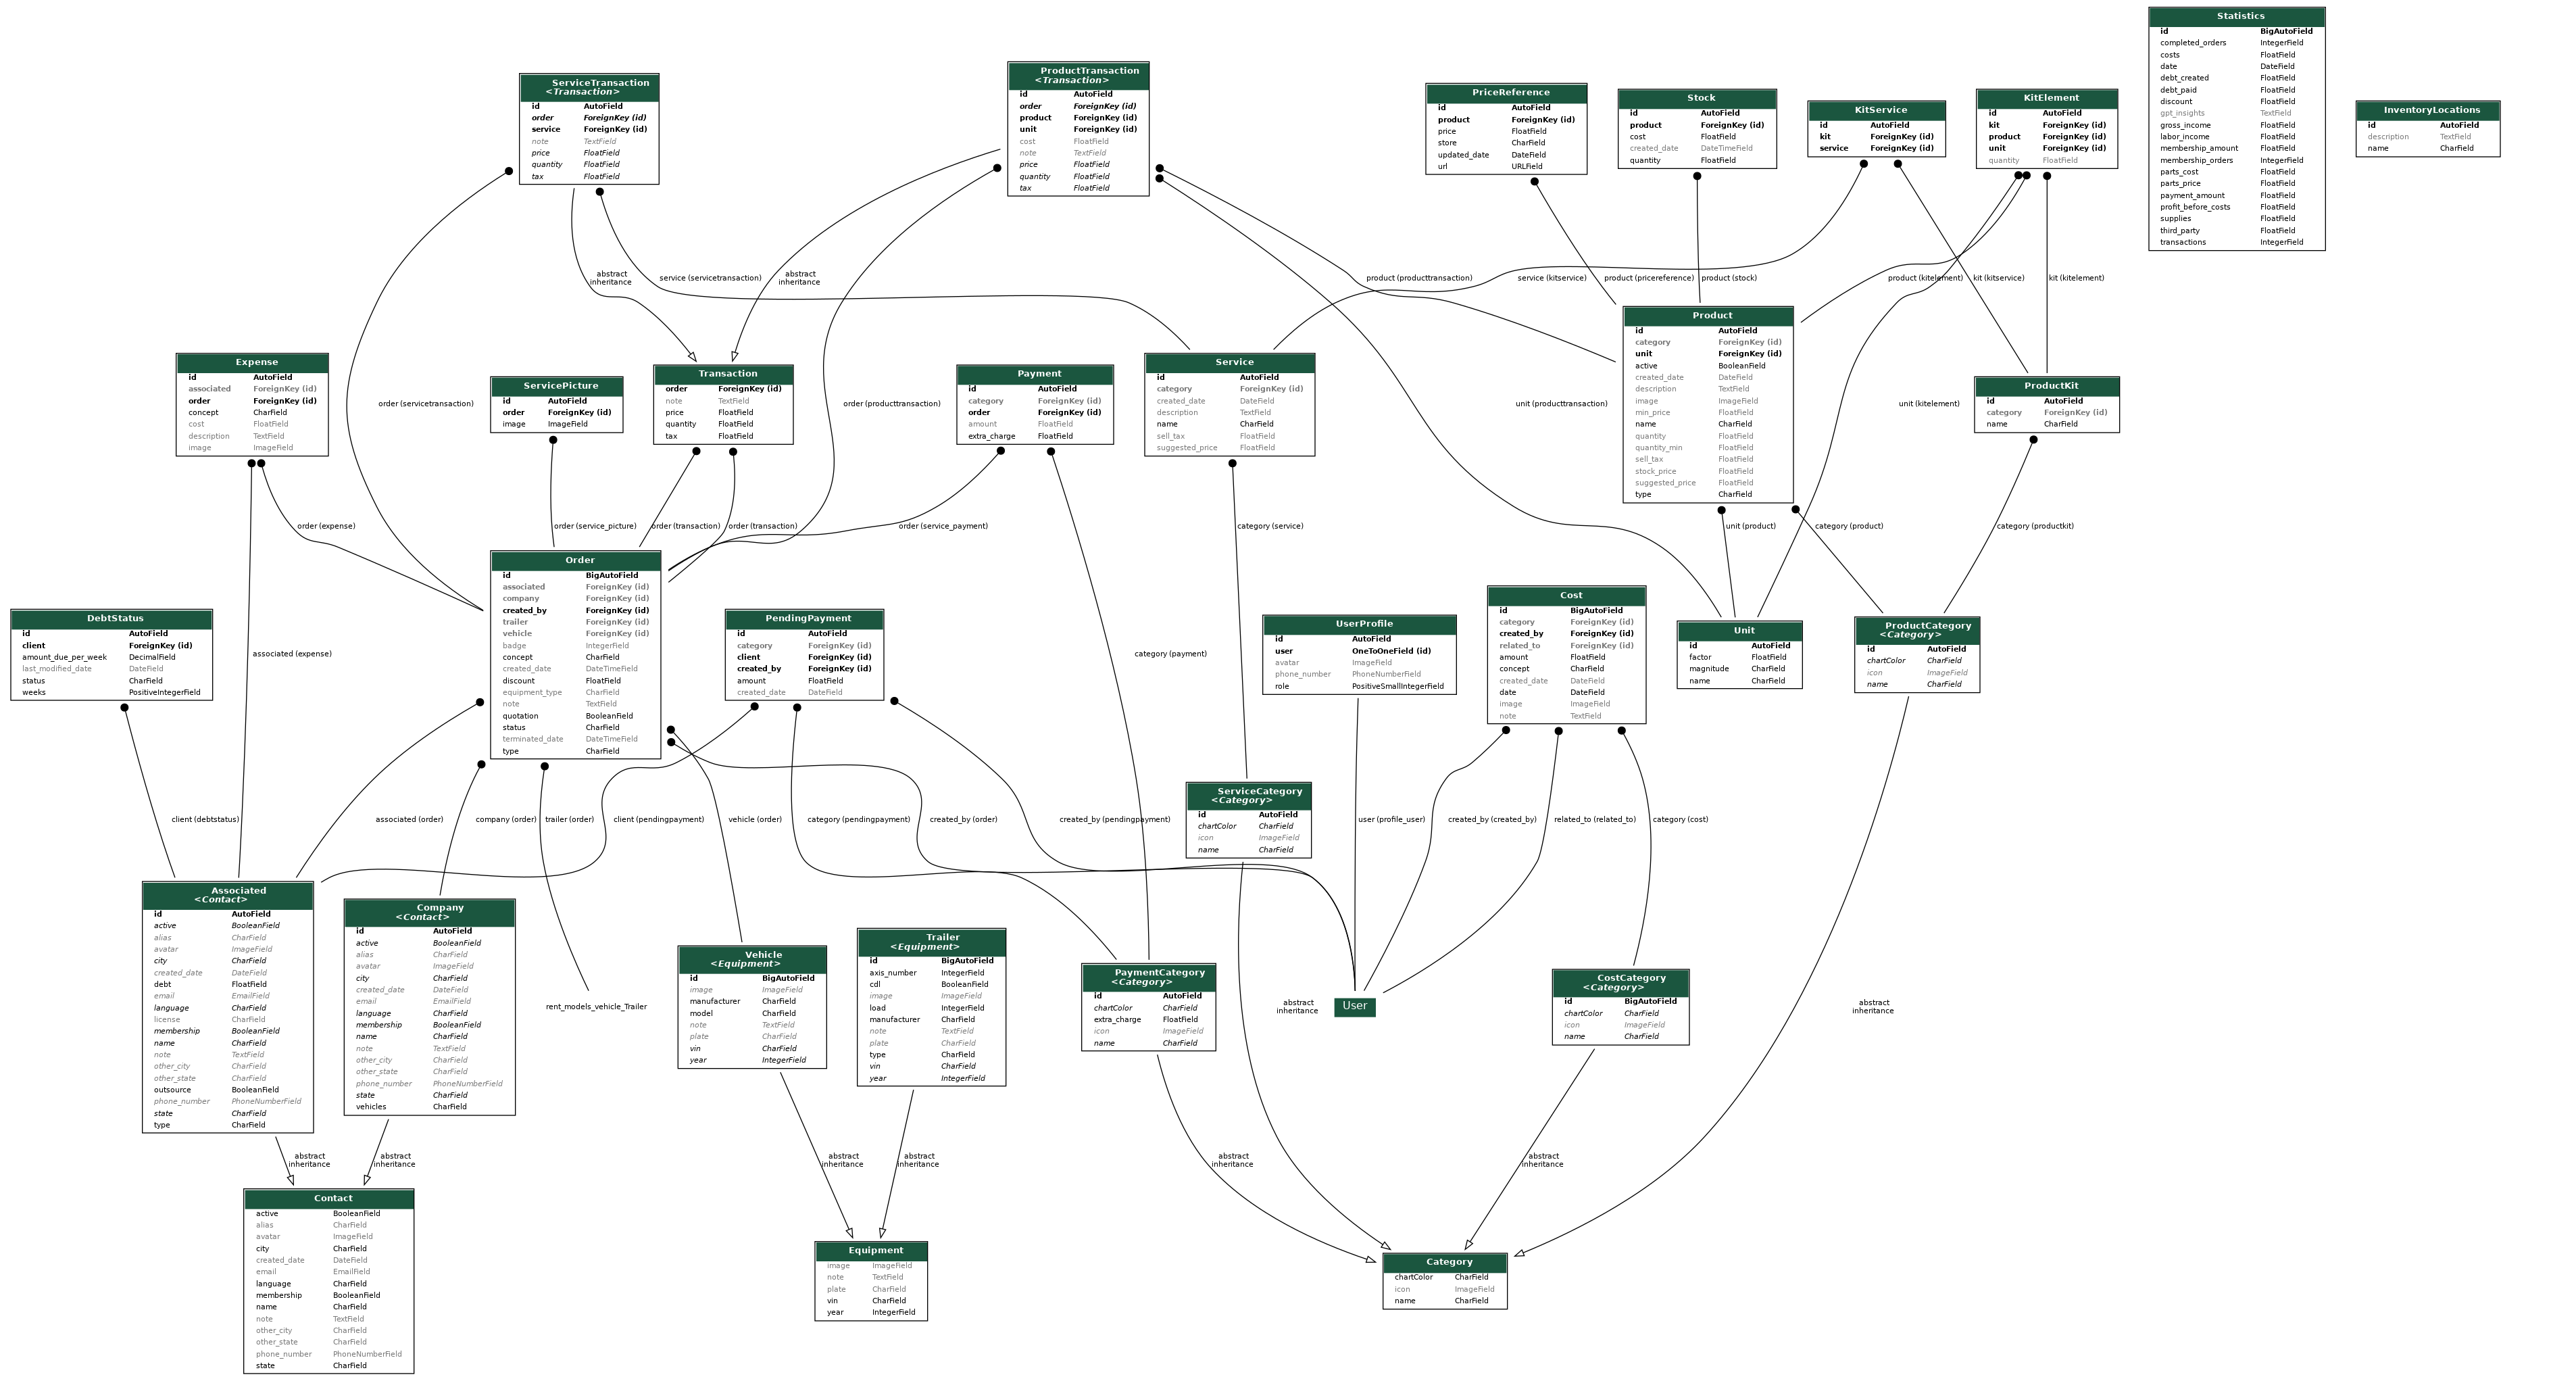 Statistics
id BigAutoField
completed_orders IntegerField
costs FloatField
date DateField
debt_created FloatField
debt_paid FloatField
discount FloatField
gpt_insights TextField
gross_income FloatField
labor_income FloatField
membership_amount FloatField
membership_orders IntegerField
parts_cost FloatField
parts_price FloatField
payment_amount FloatField
profit_before_costs FloatField
supplies FloatField
third_party FloatField
transactions IntegerField
ServiceTransaction
<Transaction>
id AutoField
order ForeignKey (id)
service ForeignKey (id)
note TextField
price FloatField
quantity FloatField
tax FloatField
ProductTransaction
<Transaction>
id AutoField
order ForeignKey (id)
product ForeignKey (id)
unit ForeignKey (id)
cost FloatField
note TextField
price FloatField
quantity FloatField
tax FloatField
PriceReference
id AutoField
product ForeignKey (id)
price FloatField
store CharField
updated_date DateField
url URLField
Stock
id AutoField
product ForeignKey (id)
cost FloatField
created_date DateTimeField
quantity FloatField
KitService
id AutoField
kit ForeignKey (id)
service ForeignKey (id)
KitElement
id AutoField
kit ForeignKey (id)
product ForeignKey (id)
unit ForeignKey (id)
quantity FloatField
InventoryLocations
id AutoField
description TextField
name CharField
abstract
inheritance
service (servicetransaction)
abstract
inheritance
product (producttransaction)
service (kitservice)
product (pricereference)
product (stock)
product (kitelement)
kit (kitservice)
kit (kitelement)
Expense
id AutoField
associated ForeignKey (id)
order ForeignKey (id)
concept CharField
cost FloatField
description TextField
image ImageField
order (servicetransaction)
ServicePicture
id AutoField
order ForeignKey (id)
image ImageField
Transaction
order ForeignKey (id)
note TextField
price FloatField
quantity FloatField
tax FloatField
order (producttransaction)
Payment
id AutoField
category ForeignKey (id)
order ForeignKey (id)
amount FloatField
extra_charge FloatField
Service
id AutoField
category ForeignKey (id)
created_date DateField
description TextField
name CharField
sell_tax FloatField
suggested_price FloatField
unit (producttransaction)
Product
id AutoField
category ForeignKey (id)
unit ForeignKey (id)
active BooleanField
created_date DateField
description TextField
image ImageField
min_price FloatField
name CharField
quantity FloatField
quantity_min FloatField
sell_tax FloatField
stock_price FloatField
suggested_price FloatField
type CharField
unit (kitelement)
ProductKit
id AutoField
category ForeignKey (id)
name CharField
order (expense)
order (service_picture)
order (transaction)
order (transaction)
order (service_payment)
category (service)
unit (product)
category (product)
category (productkit)
DebtStatus
id AutoField
client ForeignKey (id)
amount_due_per_week DecimalField
last_modified_date DateField
status CharField
weeks PositiveIntegerField
associated (expense)
Order
id BigAutoField
associated ForeignKey (id)
company ForeignKey (id)
created_by ForeignKey (id)
trailer ForeignKey (id)
vehicle ForeignKey (id)
badge IntegerField
concept CharField
created_date DateTimeField
discount FloatField
equipment_type CharField
note TextField
quotation BooleanField
status CharField
terminated_date DateTimeField
type CharField
PendingPayment
id AutoField
category ForeignKey (id)
client ForeignKey (id)
created_by ForeignKey (id)
amount FloatField
created_date DateField
category (payment)
UserProfile
id AutoField
user OneToOneField (id)
avatar ImageField
phone_number PhoneNumberField
role PositiveSmallIntegerField
Cost
id BigAutoField
category ForeignKey (id)
created_by ForeignKey (id)
related_to ForeignKey (id)
amount FloatField
concept CharField
created_date DateField
date DateField
image ImageField
note TextField
Unit
id AutoField
factor FloatField
magnitude CharField
name CharField
ProductCategory
<Category>
id AutoField
chartColor CharField
icon ImageField
name CharField
client (debtstatus)
associated (order)
company (order)
trailer (order)
client (pendingpayment)
vehicle (order)
category (pendingpayment)
created_by (order)
created_by (pendingpayment)
ServiceCategory
<Category>
id AutoField
chartColor CharField
icon ImageField
name CharField
user (profile_user)
created_by (created_by)
related_to (related_to)
category (cost)
Associated
<Contact>
id AutoField
active BooleanField
alias CharField
avatar ImageField
city CharField
created_date DateField
debt FloatField
email EmailField
language CharField
license CharField
membership BooleanField
name CharField
note TextField
other_city CharField
other_state CharField
outsource BooleanField
phone_number PhoneNumberField
state CharField
type CharField
Company
<Contact>
id AutoField
active BooleanField
alias CharField
avatar ImageField
city CharField
created_date DateField
email EmailField
language CharField
membership BooleanField
name CharField
note TextField
other_city CharField
other_state CharField
phone_number PhoneNumberField
state CharField
vehicles CharField
rent_models_vehicle_Trailer
Vehicle
<Equipment>
id BigAutoField
image ImageField
manufacturer CharField
model CharField
note TextField
plate CharField
vin CharField
year IntegerField
Trailer
<Equipment>
id BigAutoField
axis_number IntegerField
cdl BooleanField
image ImageField
load IntegerField
manufacturer CharField
note TextField
plate CharField
type CharField
vin CharField
year IntegerField
PaymentCategory
<Category>
id AutoField
chartColor CharField
extra_charge FloatField
icon ImageField
name CharField
abstract
inheritance
User
CostCategory
<Category>
id BigAutoField
chartColor CharField
icon ImageField
name CharField
abstract
inheritance
abstract
inheritance
abstract
inheritance
abstract
inheritance
abstract
inheritance
abstract
inheritance
abstract
inheritance
Contact
active BooleanField
alias CharField
avatar ImageField
city CharField
created_date DateField
email EmailField
language CharField
membership BooleanField
name CharField
note TextField
other_city CharField
other_state CharField
phone_number PhoneNumberField
state CharField
Equipment
image ImageField
note TextField
plate CharField
vin CharField
year IntegerField
Category
chartColor CharField
icon ImageField
name CharField